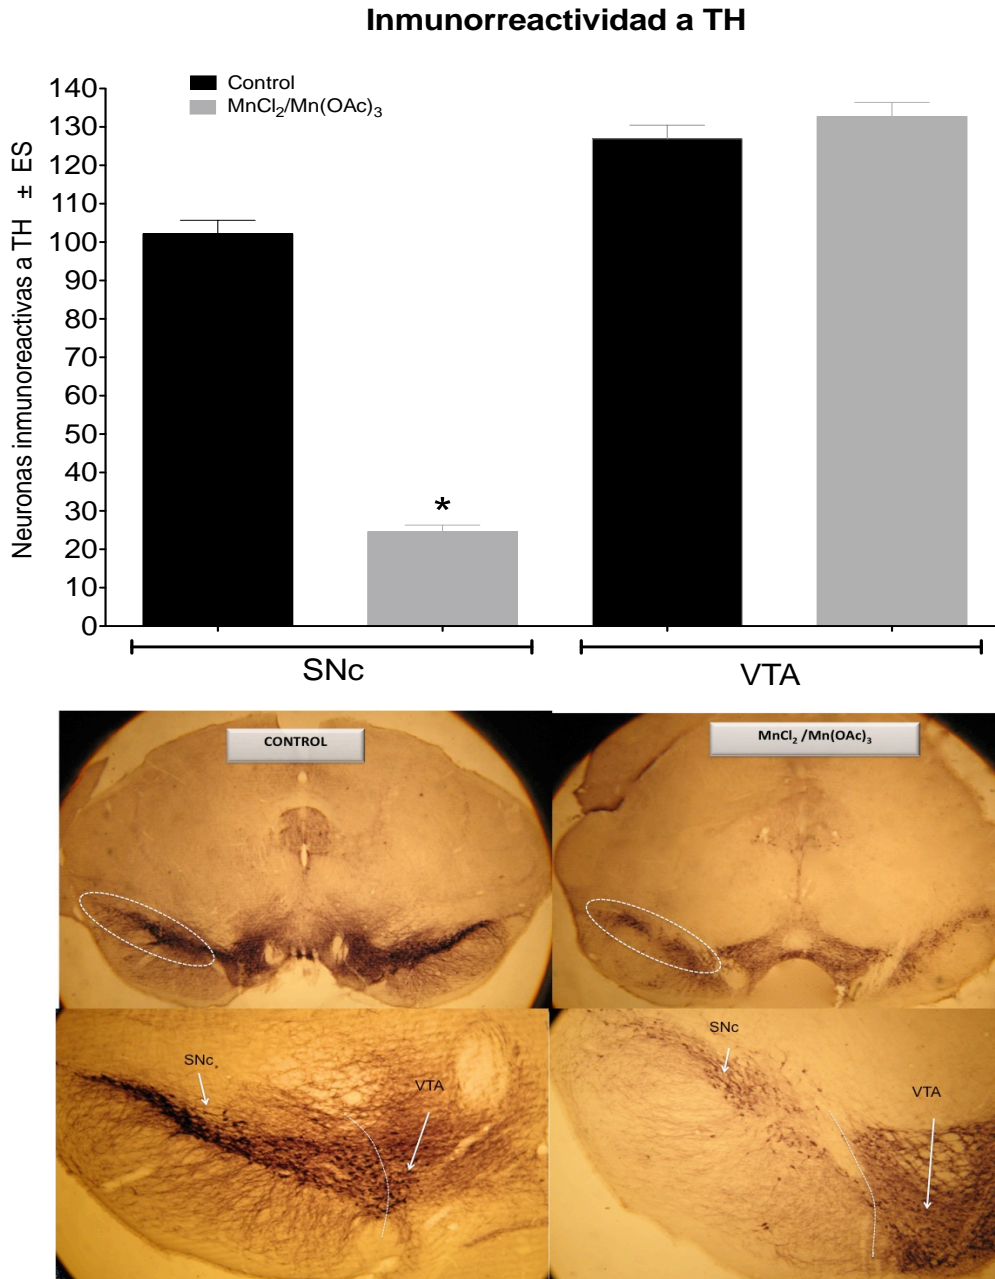 Inmunorreactividad a TH
Control
MnCl₂/Mn(OAc)₃
Neuronas inmunoreactivas a TH ± ES
140
130
120
110
100
90
80
70
60
50
40
30
20
10
0
*
SNc
VTA
CONTROL
MnCl₂ /Mn(OAc)₃
SNc
VTA
SNc
VTA